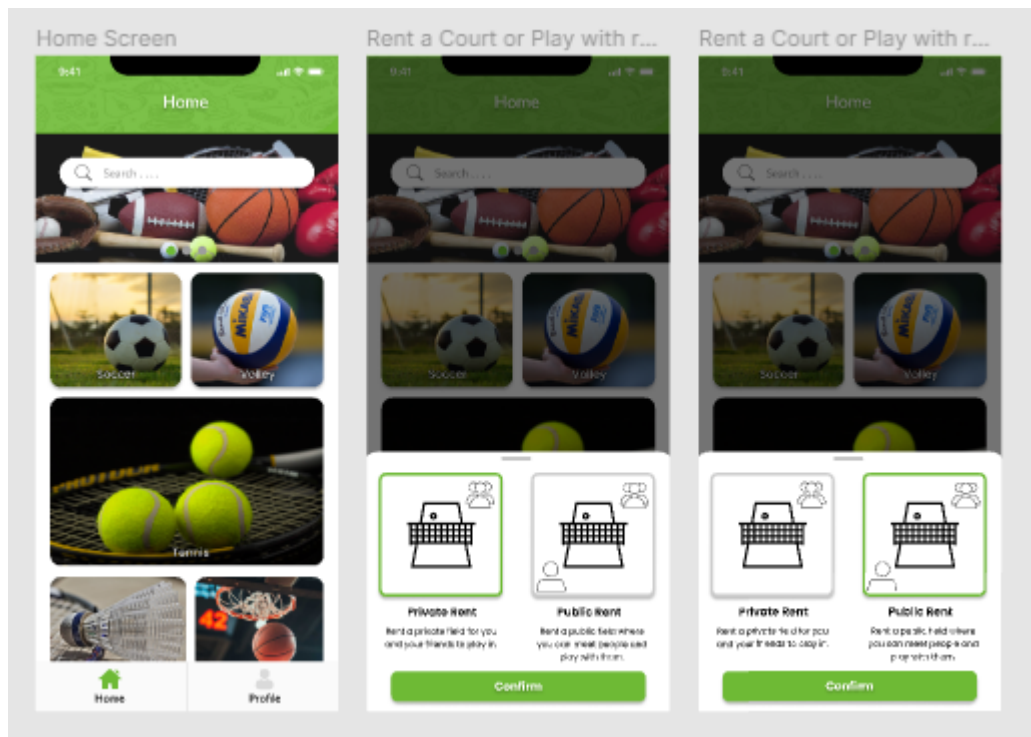 Home Screen
9:41
Home
Search . . . .
Soccer
Volley
MIKASA
Tennis
42
Home
Profile
Rent a Court or Play with r...
9:41
Home
Search . . . .
Soccer
Volley
MIKASA
Private Rent
Rent a private field for you
and your friends to play in.
Public Rent
Rent a public field where
you can meet people and
play with them.
Confirm
Rent a Court or Play with r...
9:41
Home
Search . . . .
Soccer
Volley
MIKASA
Private Rent
Rent a private field for you
and your friends to play in.
Public Rent
Rent a public field where
you can meet people and
play with them.
Confirm